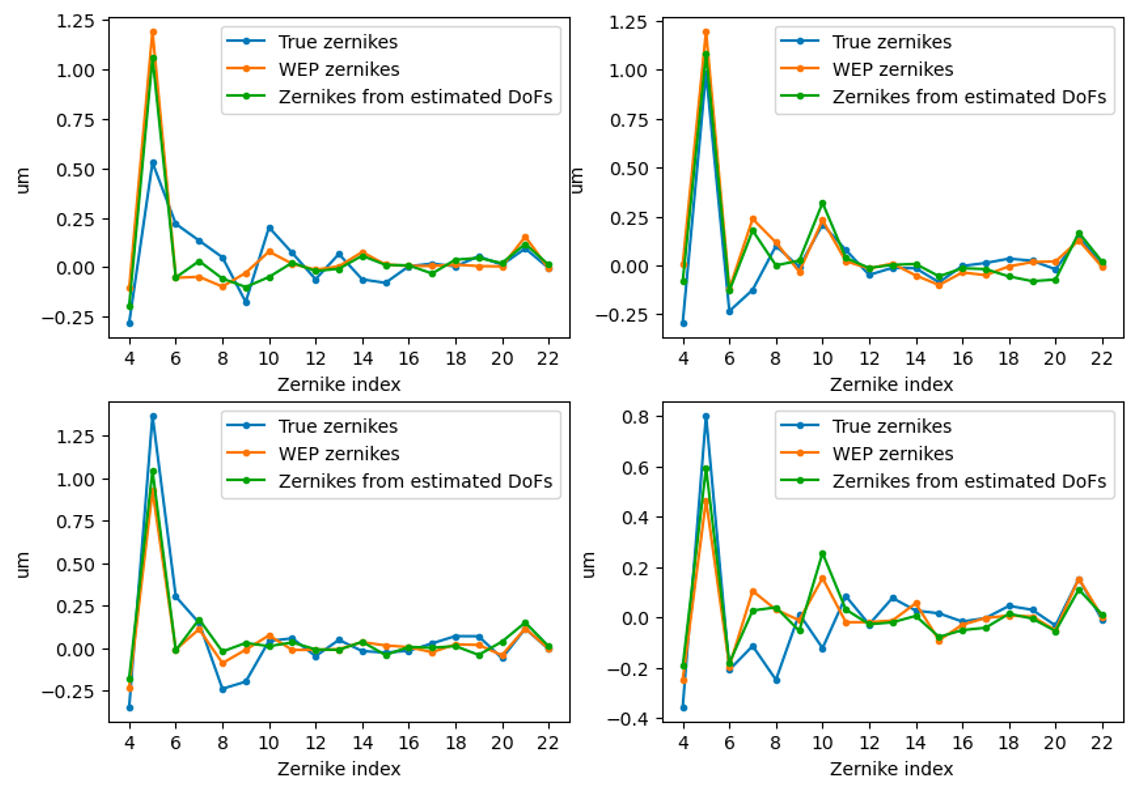 1.25
1.00
0.75
0.50
0.25
0.00
−0.25
um
True zernikes
WEP zernikes
Zernikes from estimated DoFs
4 6 8 10 12 14 16 18 20 22
Zernike index
1.25
1.00
0.75
0.50
0.25
0.00
−0.25
um
True zernikes
WEP zernikes
Zernikes from estimated DoFs
4 6 8 10 12 14 16 18 20 22
Zernike index
1.25
1.00
0.75
0.50
0.25
0.00
−0.25
um
True zernikes
WEP zernikes
Zernikes from estimated DoFs
4 6 8 10 12 14 16 18 20 22
Zernike index
0.8
0.6
0.4
0.2
0.0
−0.2
−0.4
um
True zernikes
WEP zernikes
Zernikes from estimated DoFs
4 6 8 10 12 14 16 18 20 22
Zernike index